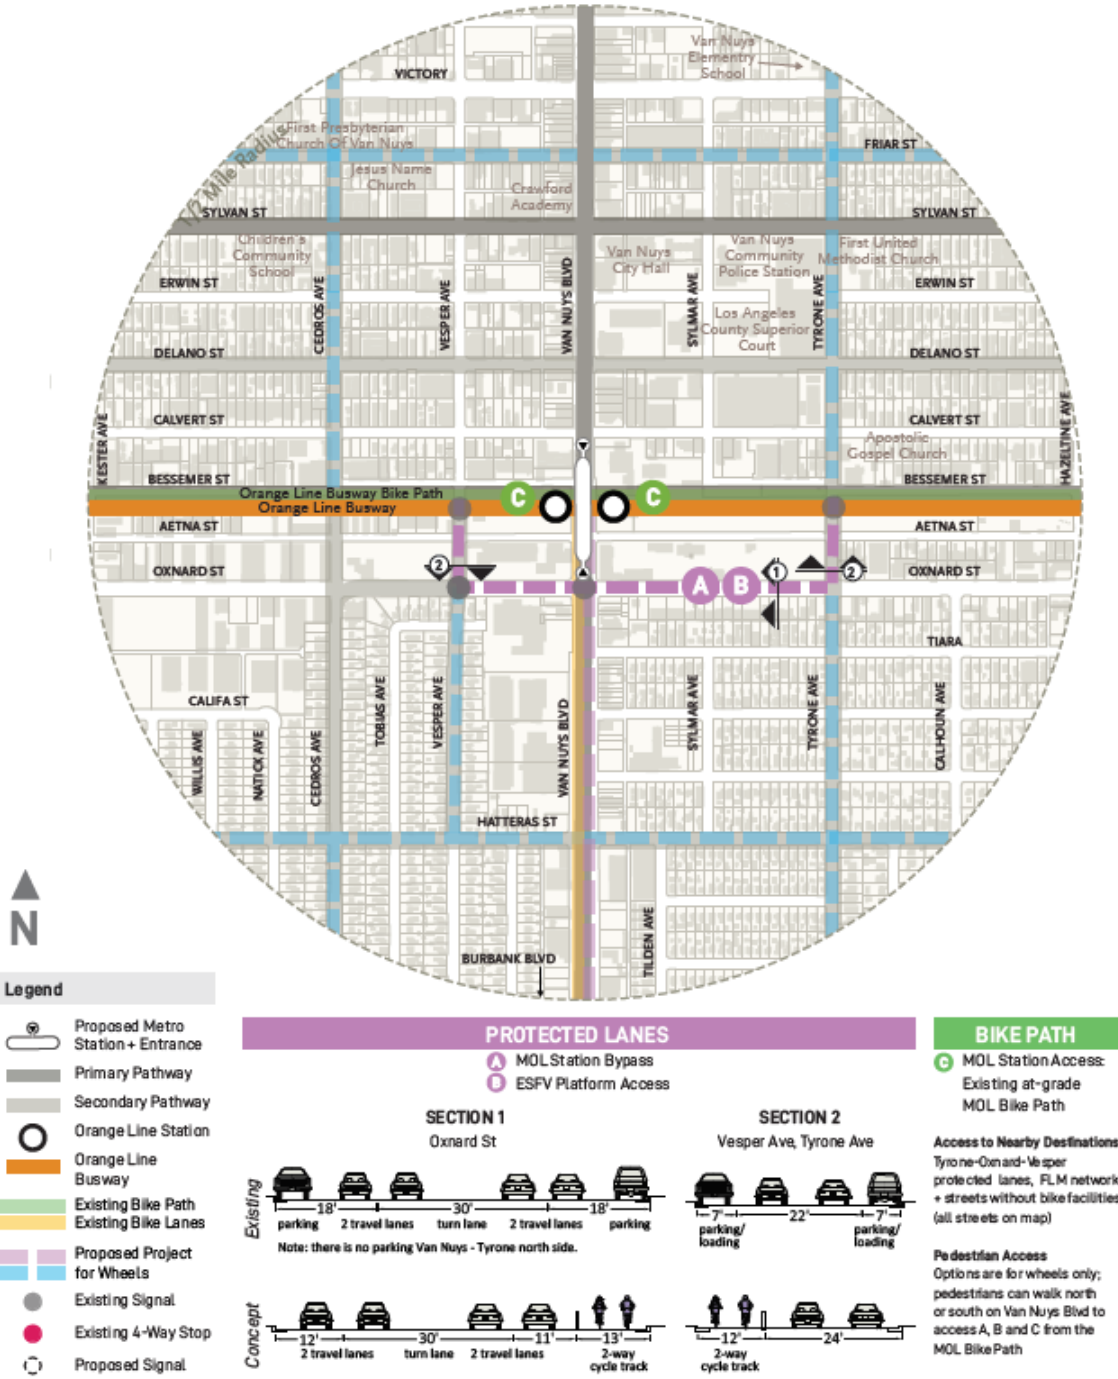 VICTORY
Van Nuys
Elementry
School
First Presbyterian
Church Of Van Nuys
FRIAR ST
1/2 Mile Radius
Jesus Name
Church
Crawford
Academy
SYLVAN ST
SYLVAN ST
Children's
Community
School
Van Nuys
City Hall
Van Nuys
Community
Police Station
First United
Methodist Church
ERWIN ST
ERWIN ST
CEDROS AVE
VESPER AVE
VAN NUYS BLVD
SYLMAR AVE
TYRONE AVE
Los Angeles
County Superior
Court
DELANO ST
DELANO ST
CALVERT ST
CALVERT ST
KESTER AVE
HAZELTINE AVE
Apostolic
Gospel Church
BESSEMER ST
BESSEMER ST
Orange Line Busway Bike Path
C
C
Orange Line Busway
AETNA ST
AETNA ST
OXNARD ST
2
A
B
1
2
OXNARD ST
TIARA
CALIFA ST
WILLIS AVE
NATICK AVE
CEDROS AVE
TOBIAS AVE
VESPER AVE
VAN NUYS BLVD
SYLMAR AVE
TYRONE AVE
CALHOUN AVE
HATTERAS ST
TILDEN AVE
BURBANK BLVD
N
Legend
Proposed Metro
Station + Entrance
Primary Pathway
Secondary Pathway
Orange Line Station
Orange Line
Busway
Existing Bike Path
Existing Bike Lanes
Proposed Project
for Wheels
Existing Signal
Existing 4-Way Stop
Proposed Signal
PROTECTED LANES
A MOL Station Bypass
B ESFV Platform Access
SECTION 1
Oxnard St
Existing
18'
30'
18'
parking
2 travel lanes
turn lane
2 travel lanes
parking
Note: there is no parking Van Nuys - Tyrone north side.
Concept
12'
30'
11'
13'
2 travel lanes
turn lane
2 travel lanes
2-way
cycle track
SECTION 2
Vesper Ave, Tyrone Ave
7'
22'
7'
parking/
loading
parking/
loading
12'
24'
2-way
cycle track
BIKE PATH
C MOL Station Access:
Existing at-grade
MOL Bike Path
Access to Nearby Destinations
Tyrone-Oxnard-Vesper
protected lanes, FLM network
+ streets without bike facilities
(all streets on map)
Pedestrian Access
Options are for wheels only;
pedestrians can walk north
or south on Van Nuys Blvd to
access A, B and C from the
MOL Bike Path